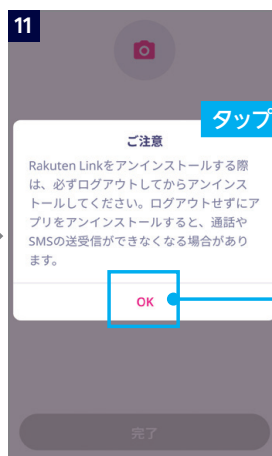 11
タップ
ご注意
Rakuten Linkをアンインストールする際
は、必ずログアウトしてからアンインス
トールしてください。ログアウトせずにア
プリをアンインストールすると、通話や
SMSの送受信ができなくなる場合があり
ます。
OK
完了